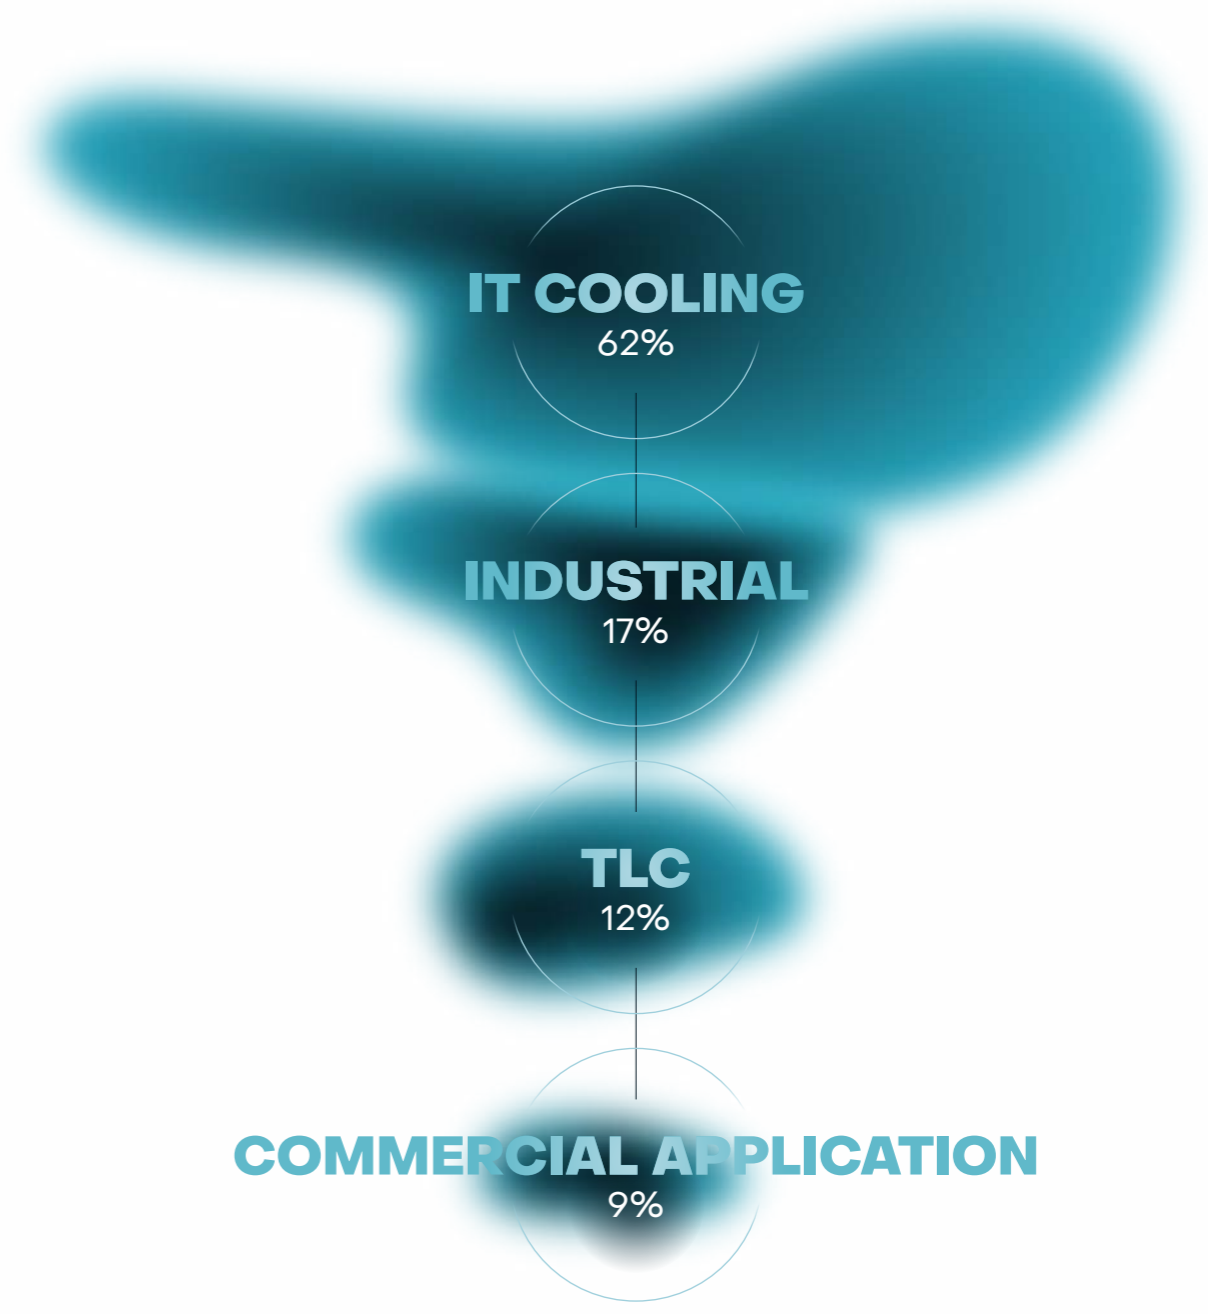 IT COOLING
62%
INDUSTRIAL
17%
TLC
12%
COMMERCIAL APPLICATION
9%